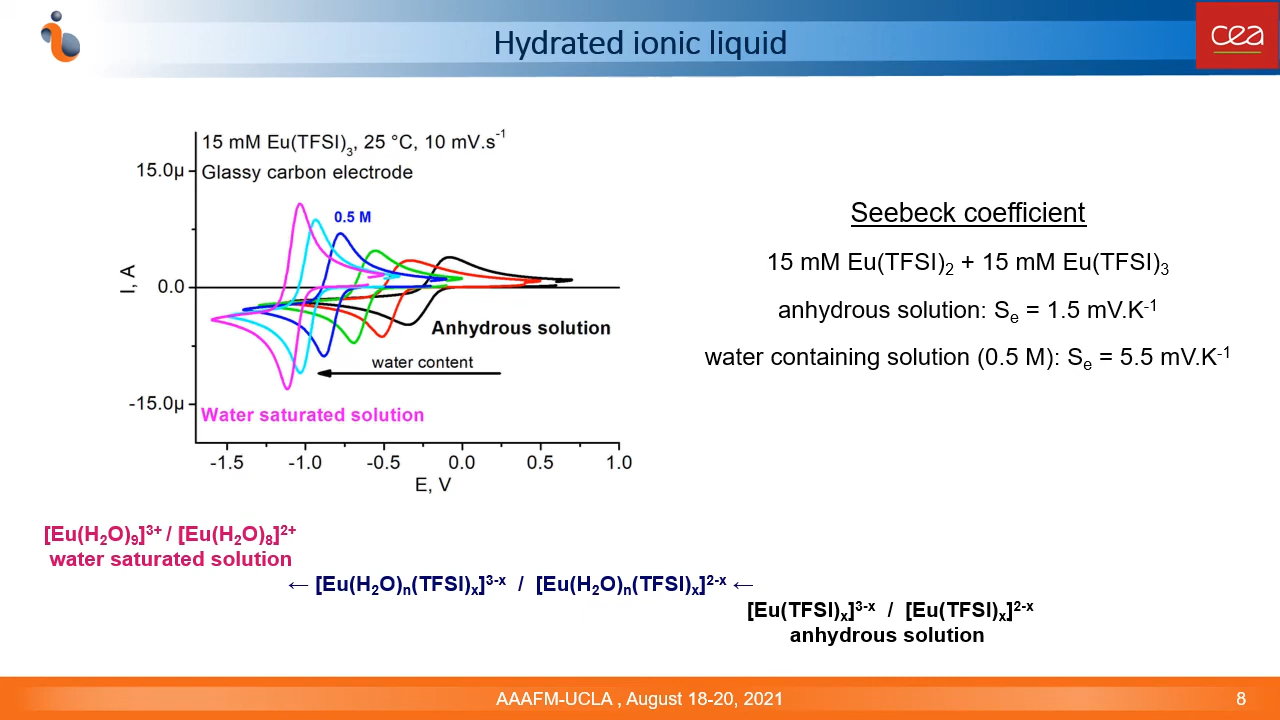 Hydrated ionic liquid
cea
15 mM Eu(TFSI)₃, 25 °C, 10 mV.s⁻¹
Glassy carbon electrode
15.0µ
0.0
-15.0µ
I, A
0.5 M
Anhydrous solution
water content
Water saturated solution
-1.5 -1.0 -0.5 0.0 0.5 1.0
E, V
Seebeck coefficient
15 mM Eu(TFSI)₂ + 15 mM Eu(TFSI)₃
anhydrous solution: Sₑ = 1.5 mV.K⁻¹
water containing solution (0.5 M): Sₑ = 5.5 mV.K⁻¹
[Eu(H₂O)₉]³⁺ / [Eu(H₂O)₈]²⁺
water saturated solution
← [Eu(H₂O)ₙ(TFSI)ₓ]³⁻ˣ / [Eu(H₂O)ₙ(TFSI)ₓ]²⁻ˣ ←
[Eu(TFSI)ₓ]³⁻ˣ / [Eu(TFSI)ₓ]²⁻ˣ
anhydrous solution
AAAFM-UCLA , August 18-20, 2021
8